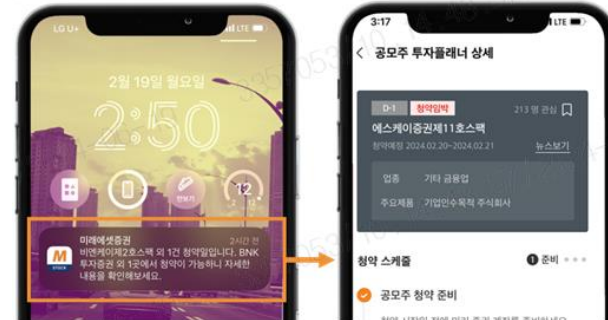 LG U+
LTE
2월 19일 월요일
2:50
만보기
12
미래에셋증권
2시간 전
비엔케이제2호스팩 외 1건 청약일입니다. BNK
투자증권 외 1곳에서 청약이 가능하니 자세한
내용을 확인해보세요.
M
STOCK
3:17
LTE
공모주 투자플래너 상세
D-1
청약임박
213 명 관심
에스케이증권제11호스팩
청약예정 2024.02.20~2024.02.21
뉴스보기
업종
기타 금융업
주요제품
기업인수목적 주식회사
청약 스케줄
1 준비
공모주 청약 준비